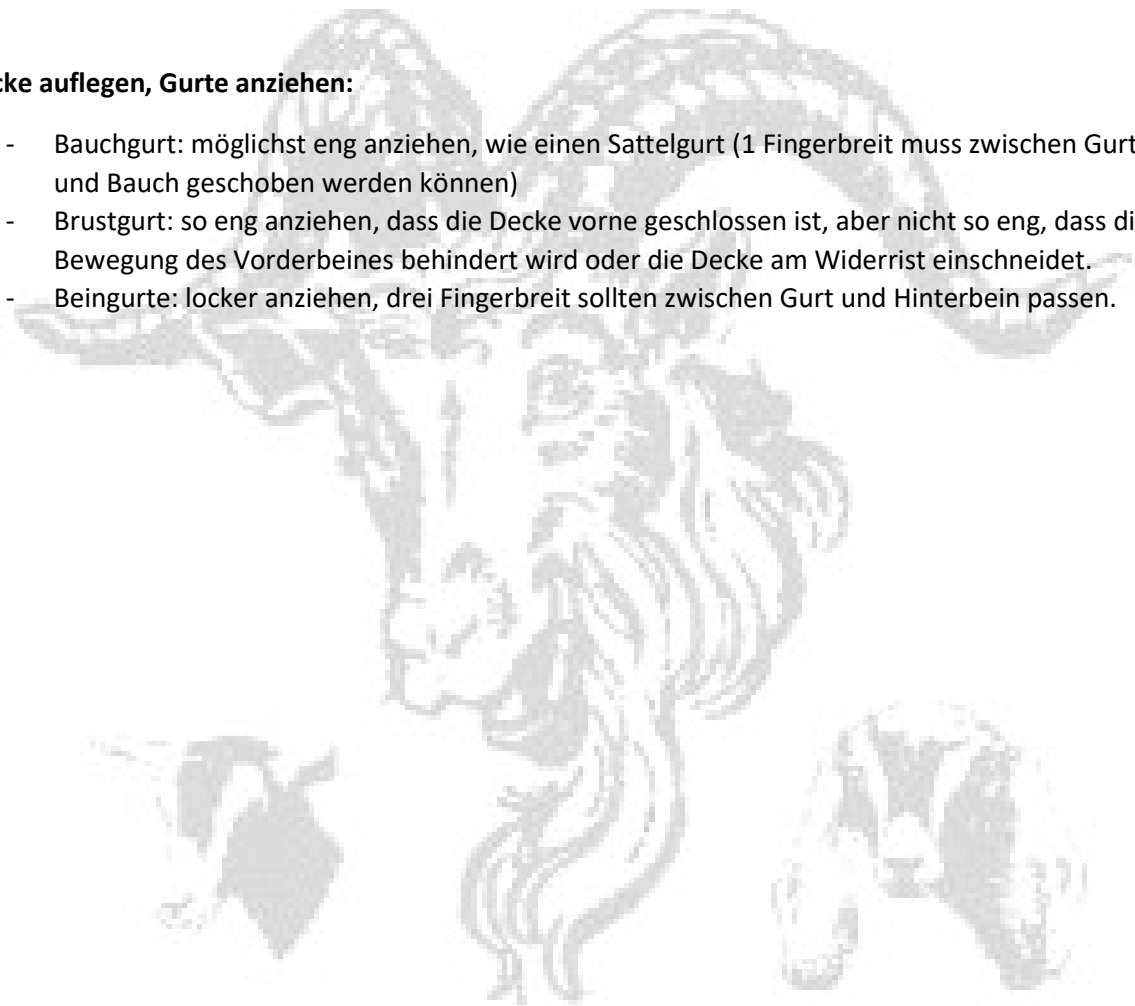 cke auflegen, Gurte anziehen:
- Bauchgurt: möglichst eng anziehen, wie einen Sattelgurt (1 Fingerbreit muss zwischen Gurt
und Bauch geschoben werden können)
- Brustgurt: so eng anziehen, dass die Decke vorne geschlossen ist, aber nicht so eng, dass di
Bewegung des Vorderbeines behindert wird oder die Decke am Widerrist einschneidet.
- Beingurte: locker anziehen, drei Fingerbreit sollten zwischen Gurt und Hinterbein passen.